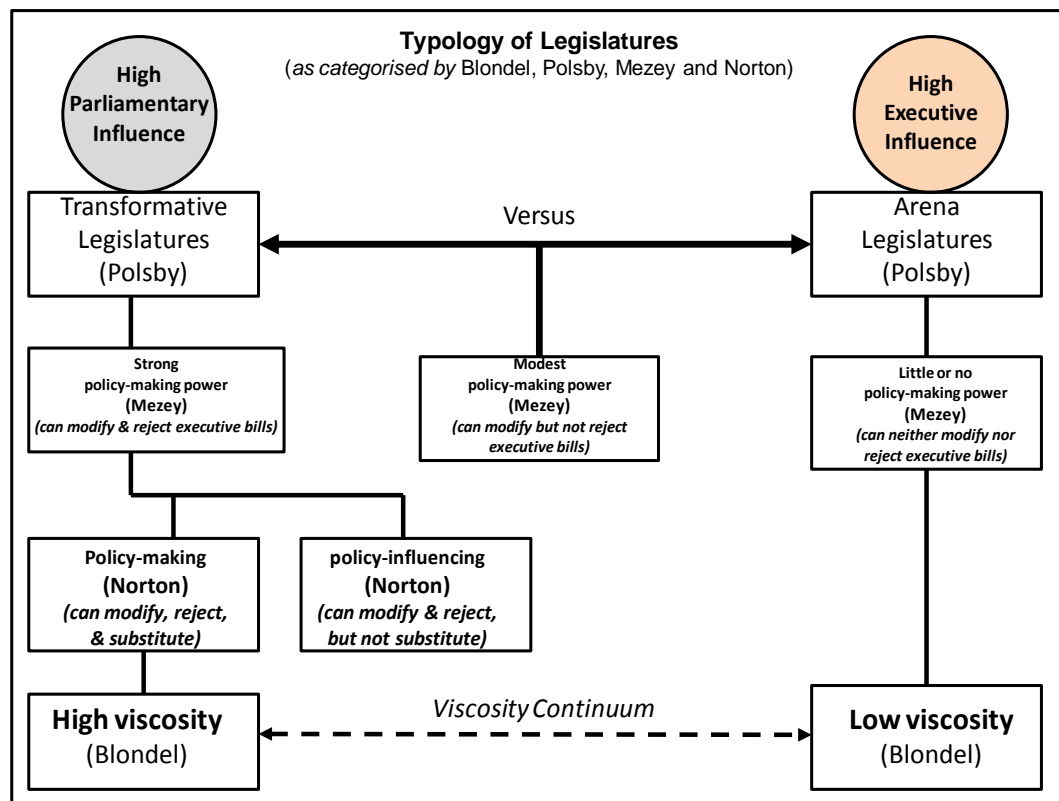 Typology of Legislatures
(as categorised by Blondel, Polsby, Mezey and Norton)
High
Parliamentary
Influence
High
Executive
Influence
Transformative
Legislatures
(Polsby)
Versus
Arena
Legislatures
(Polsby)
Strong
policy-making power
(Mezey)
(can modify & reject executive bills)
Modest
policy-making power
(Mezey)
(can modify but not reject
executive bills)
Little or no
policy-making power
(Mezey)
(can neither modify nor
reject executive bills)
Policy-making
(Norton)
(can modify, reject,
& substitute)
policy-influencing
(Norton)
(can modify & reject,
but not substitute)
High viscosity
(Blondel)
Viscosity Continuum
Low viscosity
(Blondel)